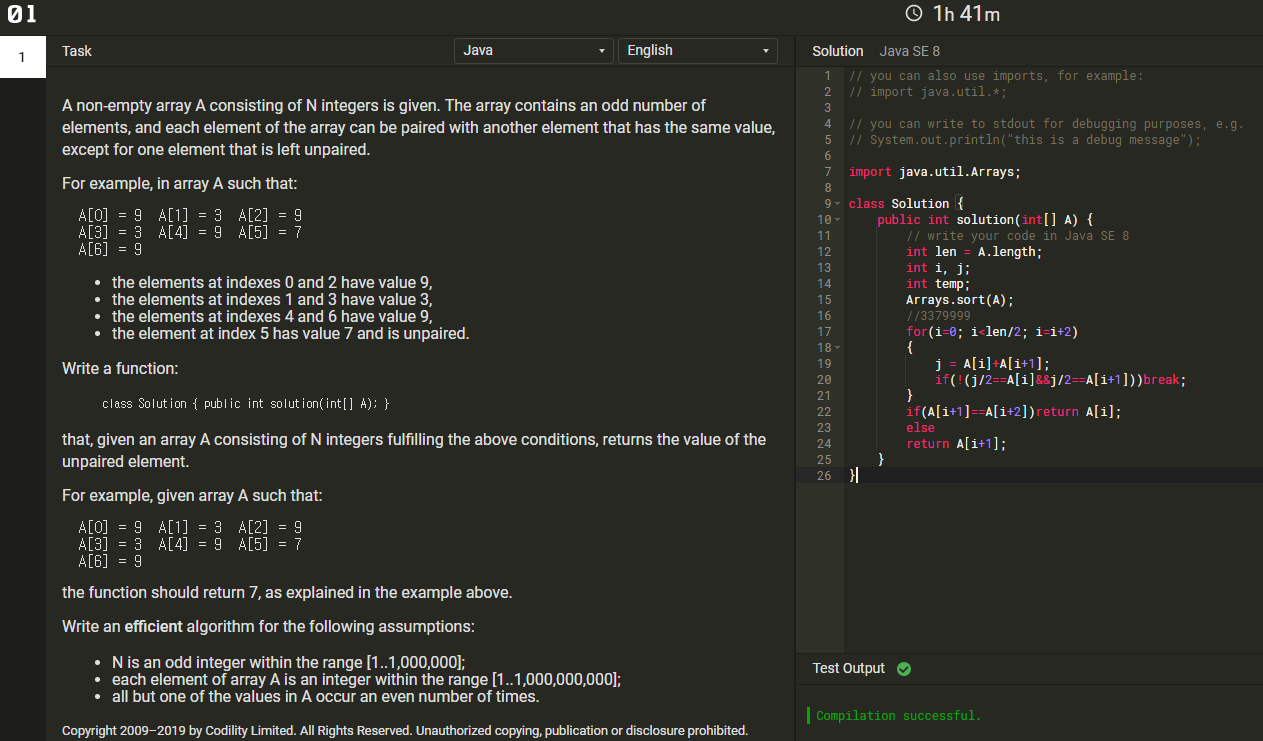 01
1h 41m
1
Task
Java
English
Solution Java SE 8
A non-empty array A consisting of N integers is given. The array contains an odd number of
elements, and each element of the array can be paired with another element that has the same value,
except for one element that is left unpaired.
For example, in array A such that:
A[0] = 9 A[1] = 3 A[2] = 9
A[3] = 3 A[4] = 9 A[5] = 7
A[6] = 9
• the elements at indexes 0 and 2 have value 9,
• the elements at indexes 1 and 3 have value 3,
• the elements at indexes 4 and 6 have value 9,
• the element at index 5 has value 7 and is unpaired.
Write a function:
class Solution { public int solution(int[] A); }
that, given an array A consisting of N integers fulfilling the above conditions, returns the value of the
unpaired element.
For example, given array A such that:
A[0] = 9 A[1] = 3 A[2] = 9
A[3] = 3 A[4] = 9 A[5] = 7
A[6] = 9
the function should return 7, as explained in the example above.
Write an efficient algorithm for the following assumptions:
• N is an odd integer within the range [1..1,000,000];
• each element of array A is an integer within the range [1..1,000,000,000];
• all but one of the values in A occur an even number of times.
Copyright 2009–2019 by Codility Limited. All Rights Reserved. Unauthorized copying, publication or disclosure prohibited.
1 // you can also use imports, for example:
2 // import java.util.*;
3
4 // you can write to stdout for debugging purposes, e.g.
5 // System.out.println("this is a debug message");
6
7 import java.util.Arrays;
8
9 class Solution {
10 public int solution(int[] A) {
11 // write your code in Java SE 8
12 int len = A.length;
13 int i, j;
14 int temp;
15 Arrays.sort(A);
16 //3379999
17 for(i=0; i<len/2; i=i+2)
18 {
19 j = A[i]+A[i+1];
20 if(!(j/2==A[i]&&j/2==A[i+1]))break;
21 }
22 if(A[i+1]==A[i+2])return A[i];
23 else
24 return A[i+1];
25 }
26 }
Test Output
Compilation successful.